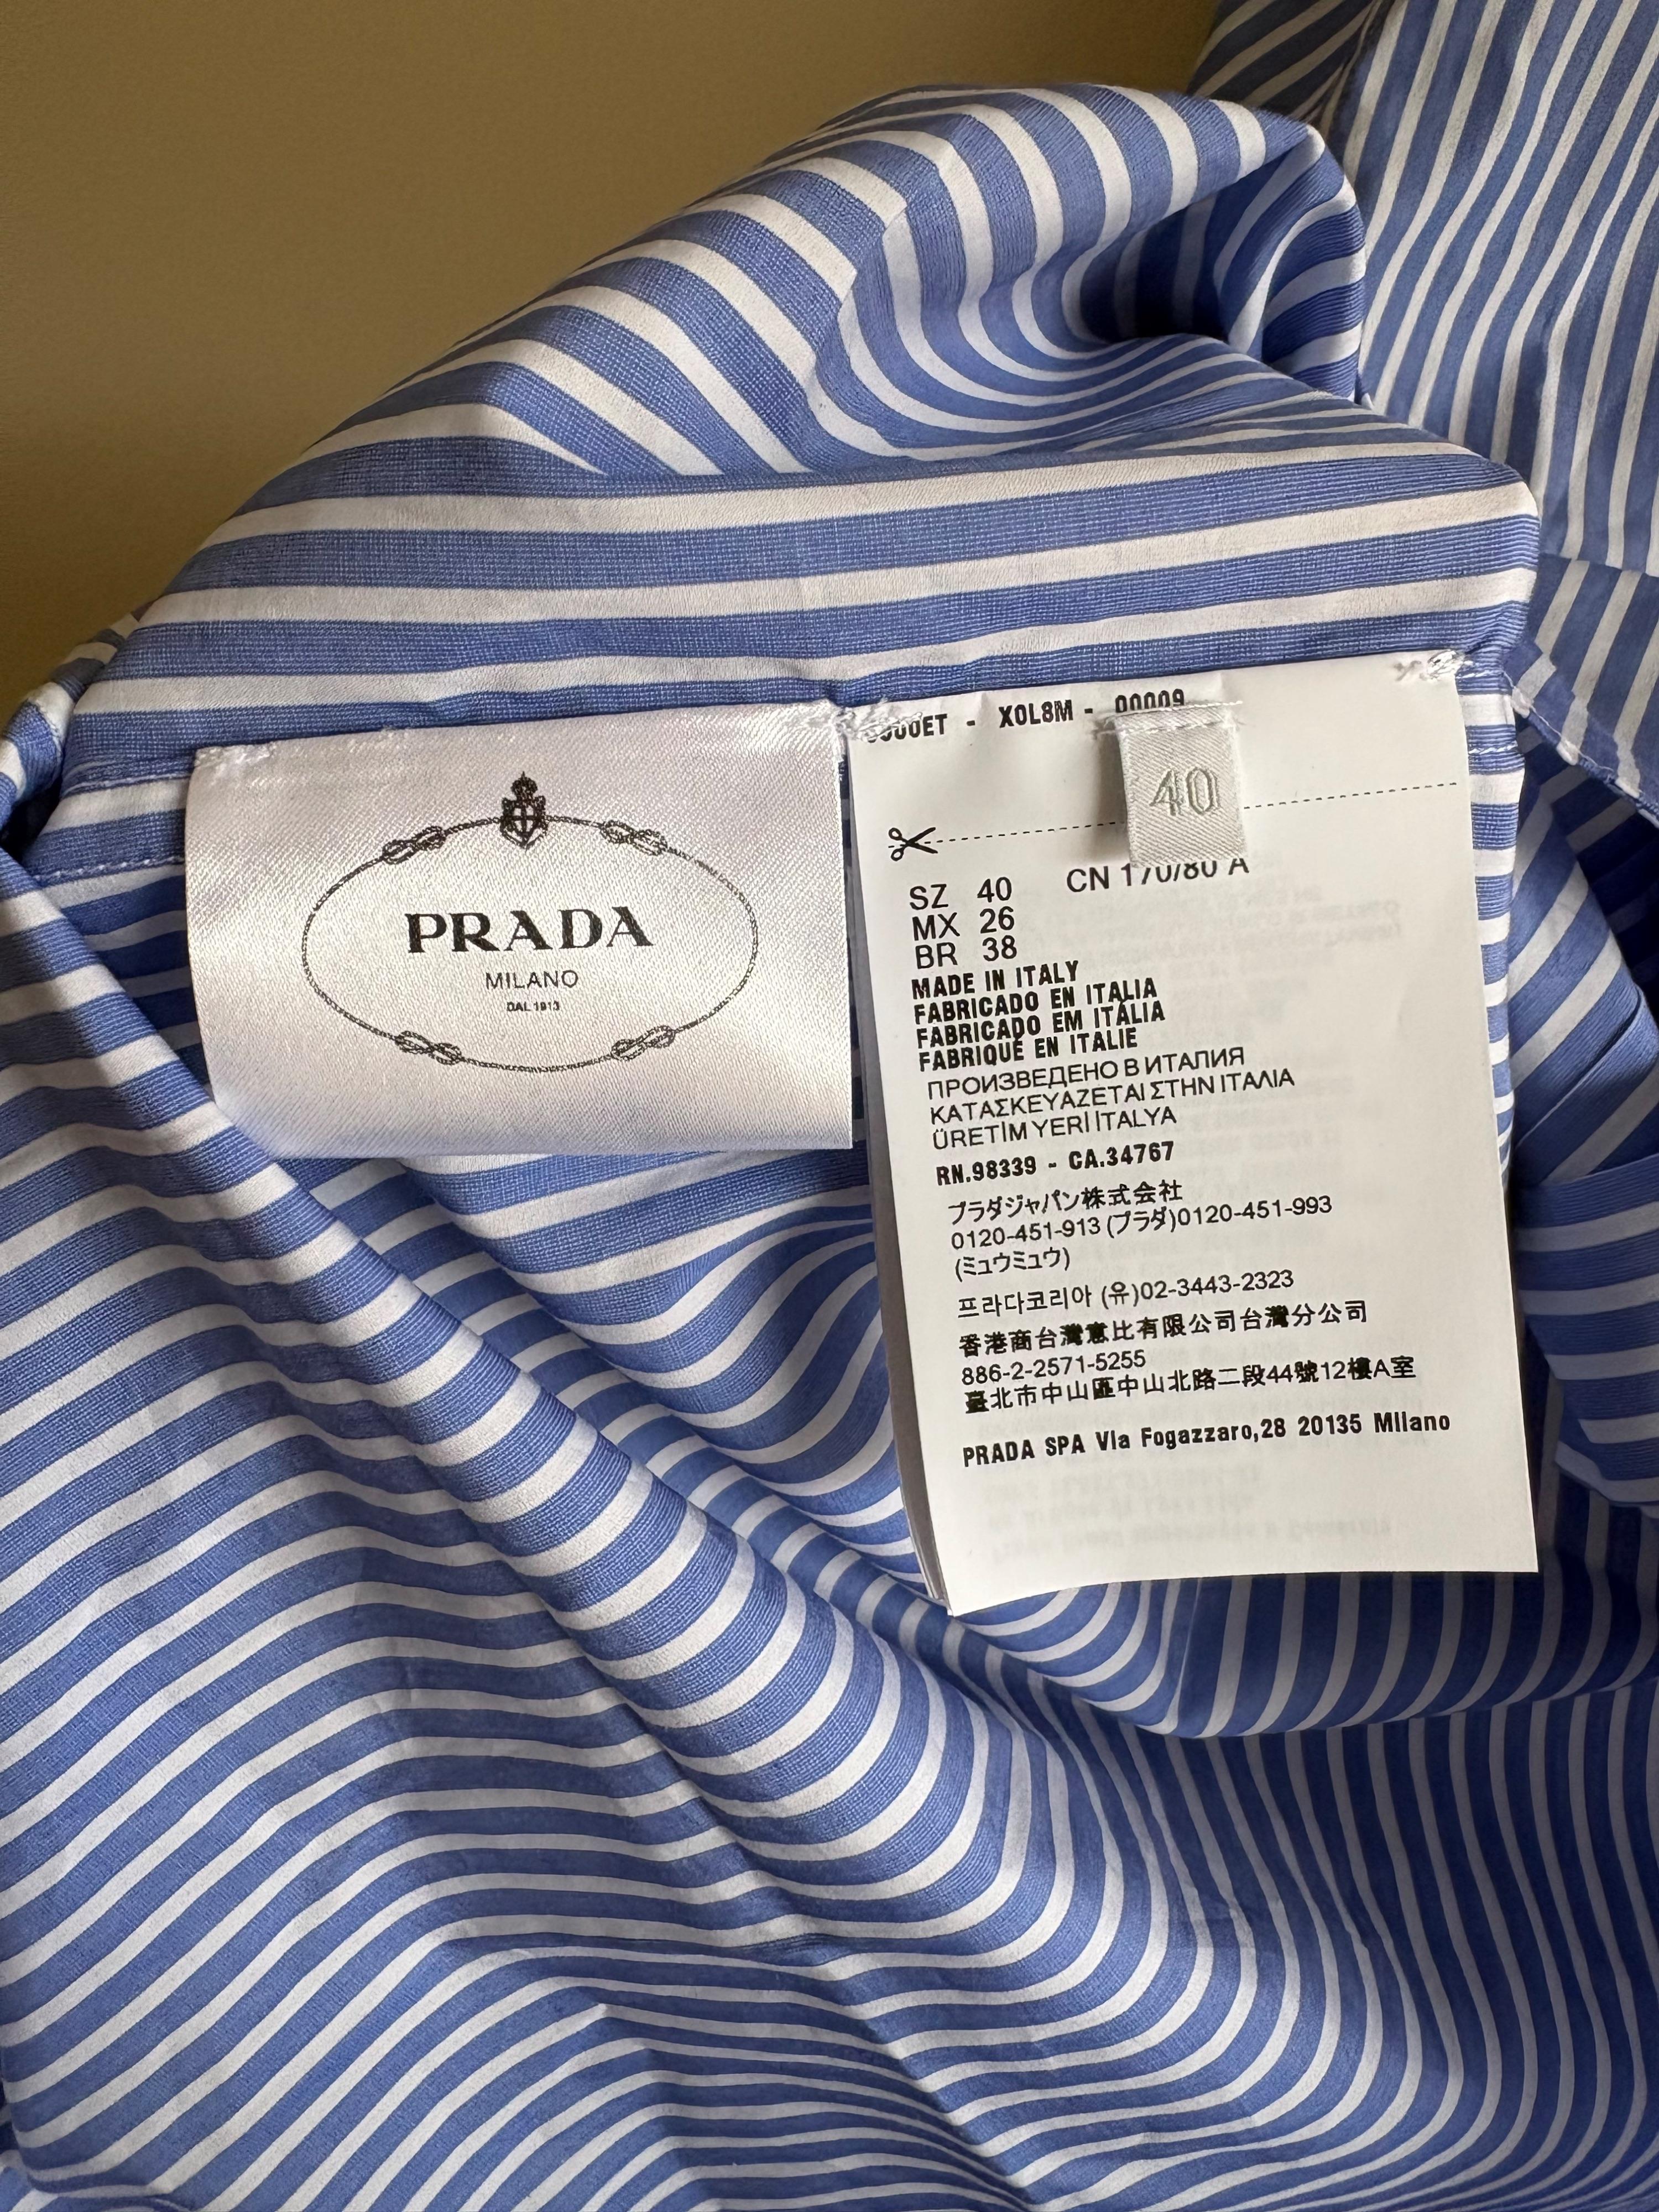 PRADA
MILANO
DAL 1913
X0L8M - 00009
40
SZ 40 CN 170/80 A
MX 26
BR 38
MADE IN ITALY
FABRICADO EN ITALIA
FABRICADO EM ITÁLIA
FABRIQUÉ EN ITALIE
ПРОИЗВЕДЕНО В ИТАЛИЯ
ΚΑΤΑΣΚΕΥΑΖΕΤΑΙ ΣΤΗΝ ΙΤΑΛΙΑ
ÜRETİM YERİ İTALYA
RN.98339 - CA.34767
プラダジャパン株式会社
0120-451-913 (プラダ)0120-451-993
(ミュウミュウ)
프라다코리아 (유)02-3443-2323
香港商台灣意比有限公司台灣分公司
886-2-2571-5255
臺北市中山區中山北路二段44號12樓A室
PRADA SPA Via Fogazzaro,28 20135 Milano